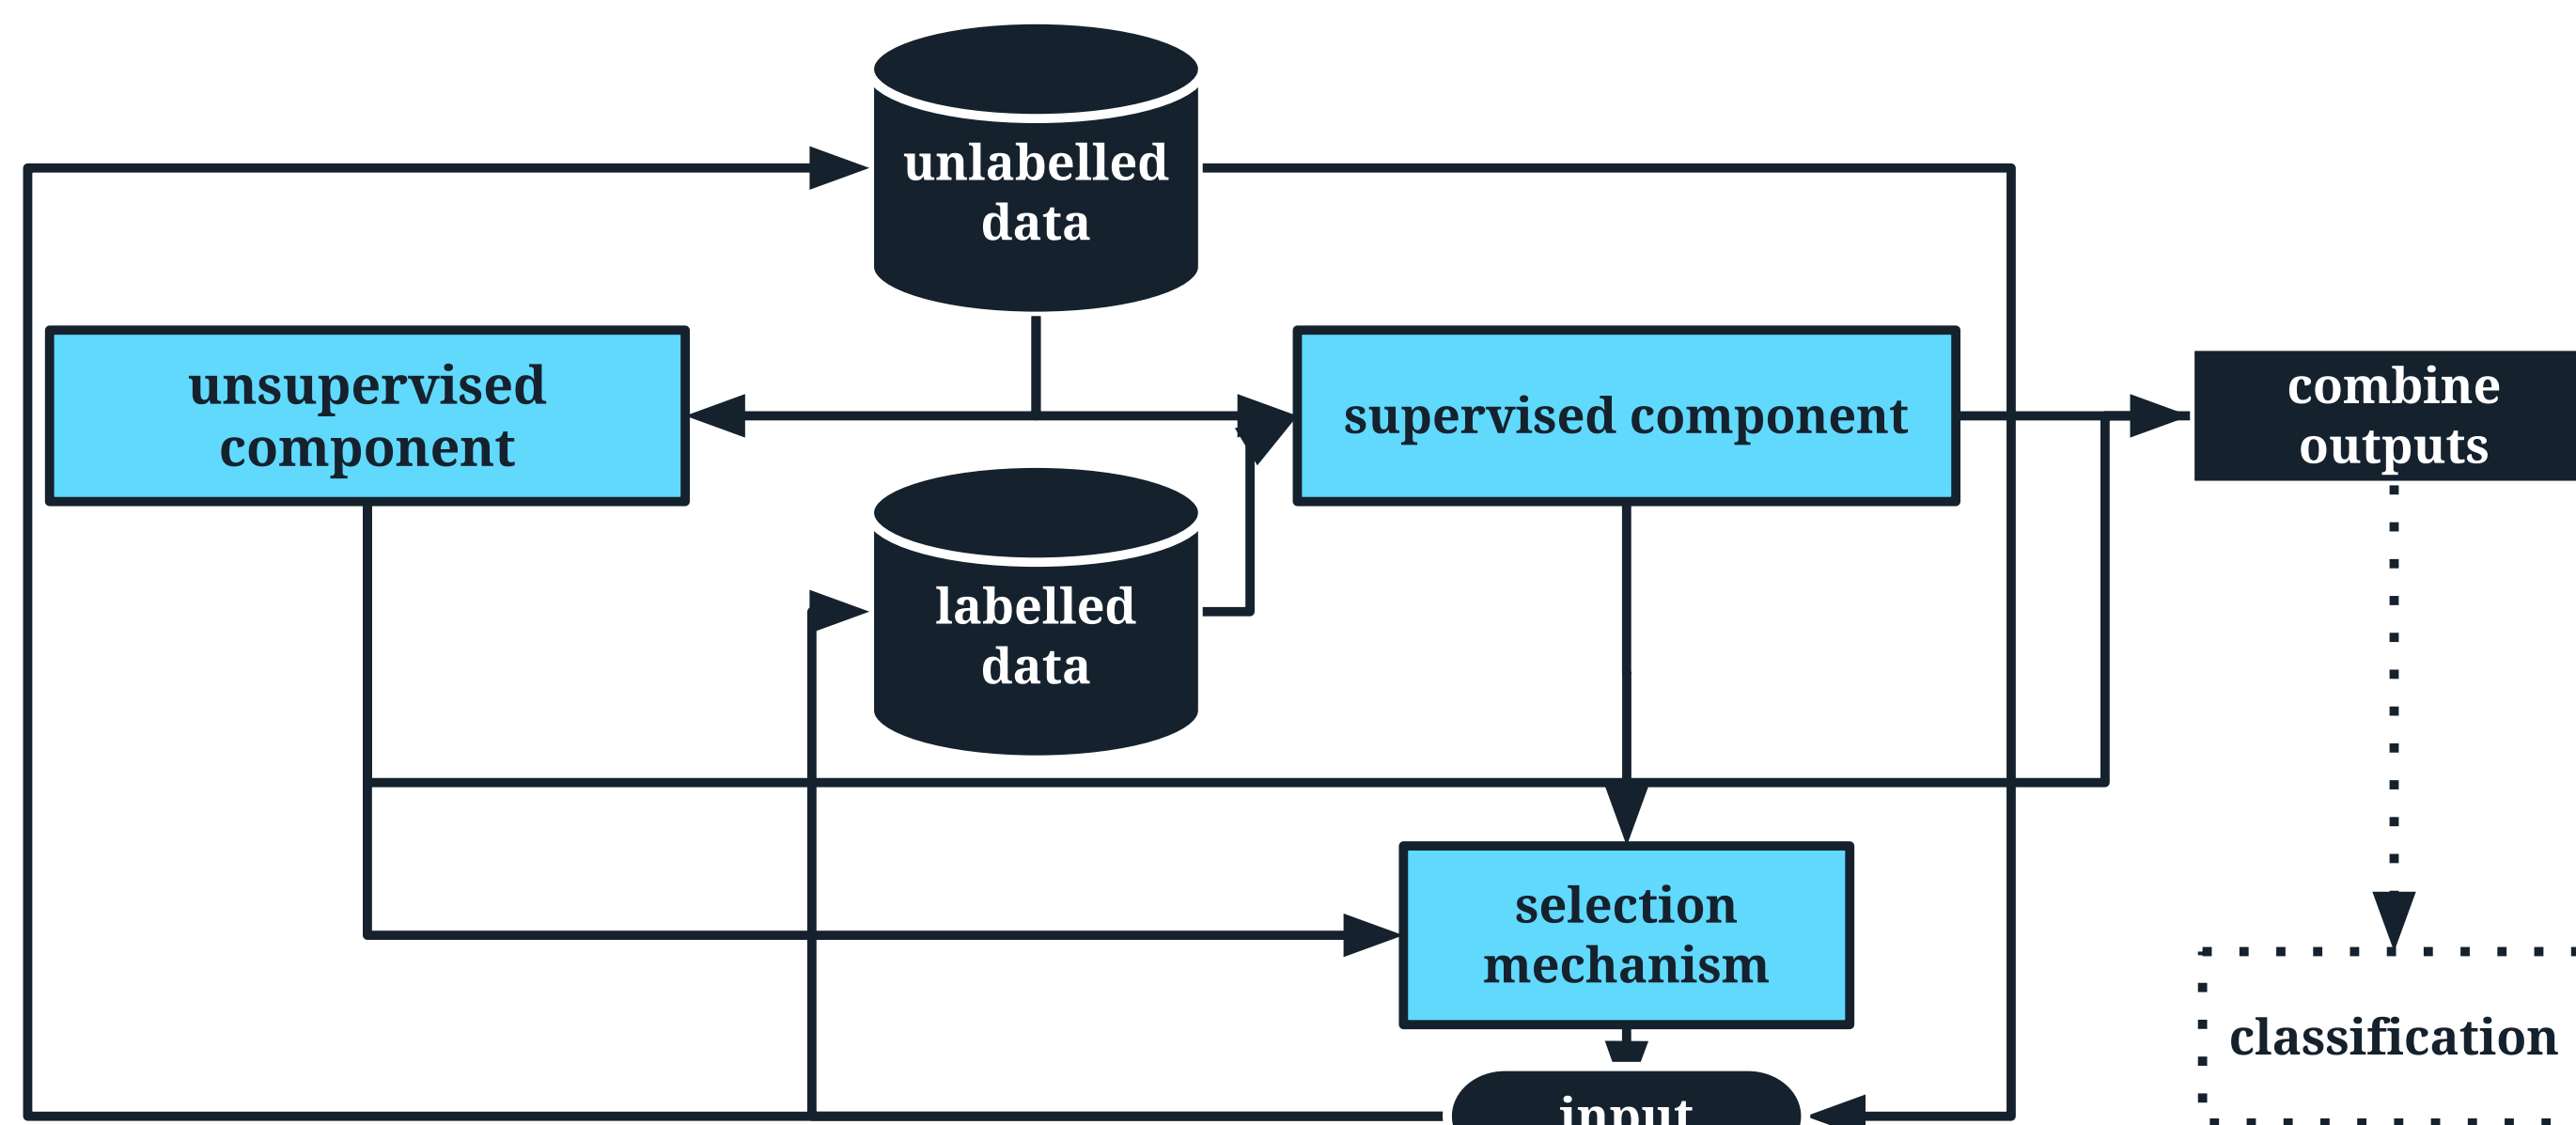 unlabelled
data
unsupervised
component
supervised component
combine
outputs
labelled
data
selection
mechanism
classification
input